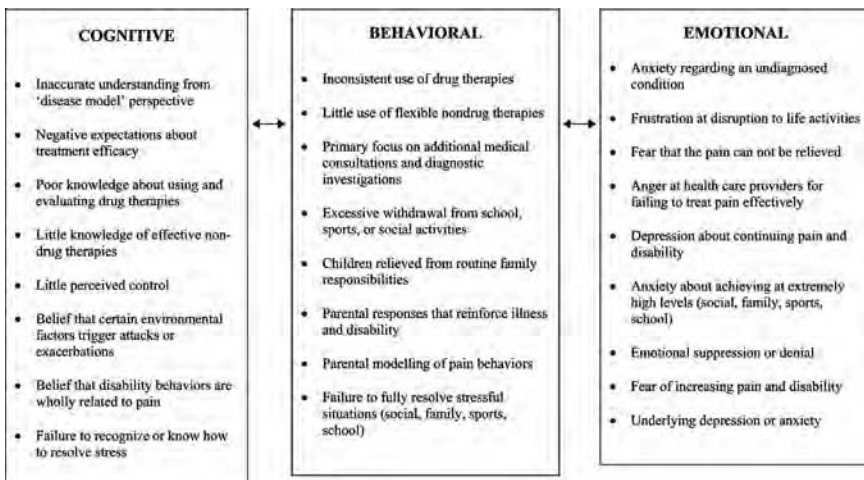 COGNITIVE
• Inaccurate understanding from
'disease model' perspective
• Negative expectations about
treatment efficacy
• Poor knowledge about using and
evaluating drug therapies
• Little knowledge of effective non-
drug therapies
• Little perceived control
• Belief that certain environmental
factors trigger attacks or
exacerbations
• Belief that disability behaviors are
wholly related to pain
• Failure to recognize or know how
to resolve stress
BEHAVIORAL
• Inconsistent use of drug therapies
• Little use of flexible nondrug therapies
• Primary focus on additional medical
consultations and diagnostic
investigations
• Excessive withdrawal from school,
sports, or social activities
• Children relieved from routine family
responsibilities
• Parental responses that reinforce illness
and disability
• Parental modelling of pain behaviors
• Failure to fully resolve stressful
situations (social, family, sports,
school)
EMOTIONAL
• Anxiety regarding an undiagnosed
condition
• Frustration at disruption to life activities
• Fear that the pain can not be relieved
• Anger at health care providers for
failing to treat pain effectively
• Depression about continuing pain and
disability
• Anxiety about achieving at extremely
high levels (social, family, sports,
school)
• Emotional suppression or denial
• Fear of increasing pain and disability
• Underlying depression or anxiety